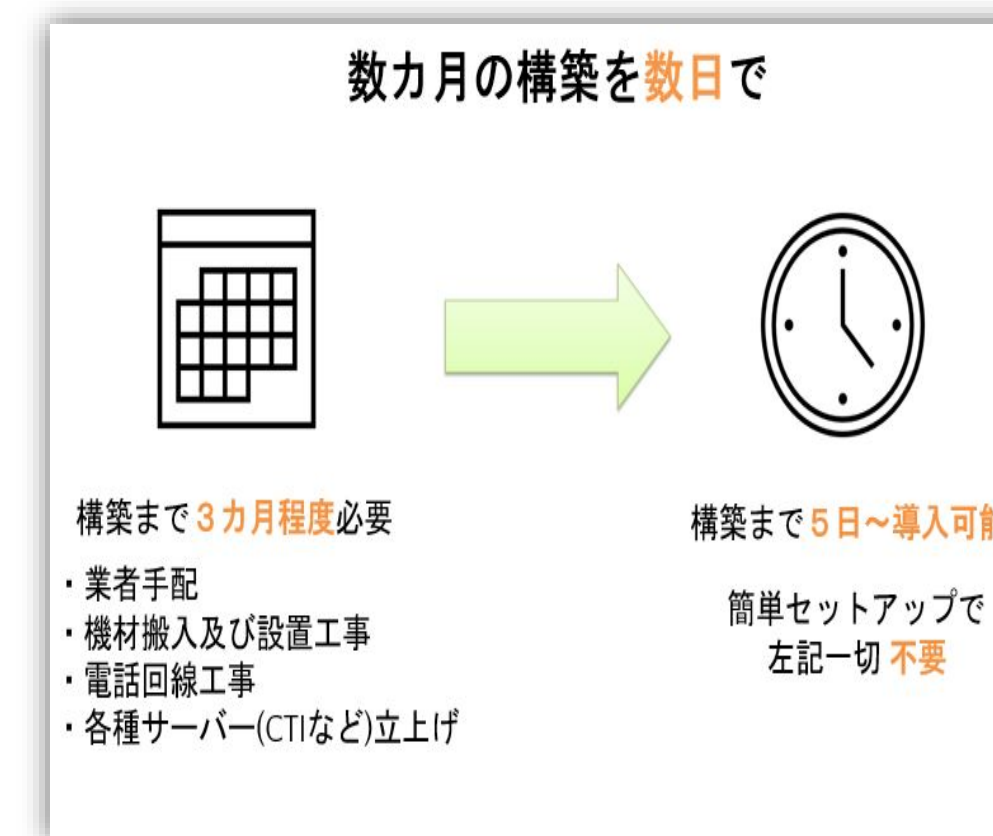 数カ月の構築を数日で
構築まで3カ月程度必要
・業者手配
・機材搬入及び設置工事
・電話回線工事
・各種サーバー(CTIなど)立上げ
構築まで5日～導入可能
簡単セットアップで
左記一切 不要